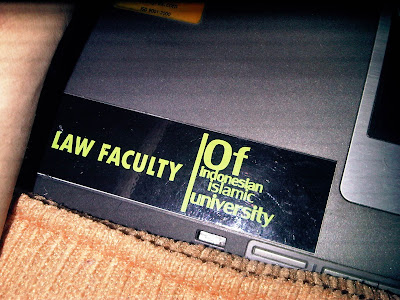 LAW FACULTY
Of
Indonesian
Islamic
university